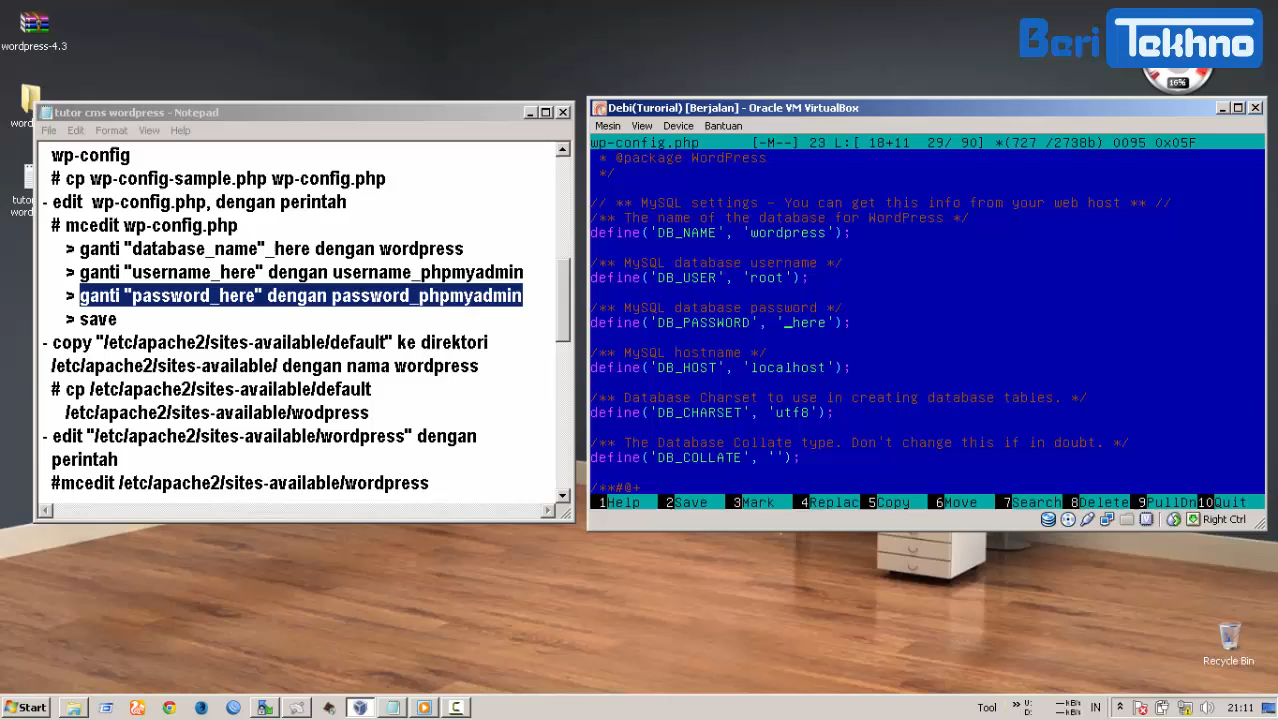 wordpress-4.3
Beri Tekhno
16%
tutor cms wordpress - Notepad
File Edit Format View Help
wp-config
# cp wp-config-sample.php wp-config.php
- edit wp-config.php, dengan perintah
# mcedit wp-config.php
> ganti "database_name"_here dengan wordpress
> ganti "username_here" dengan username_phpmyadmin
> ganti "password_here" dengan password_phpmyadmin
> save
- copy "/etc/apache2/sites-available/default" ke direktori
/etc/apache2/sites-available/ dengan nama wordpress
# cp /etc/apache2/sites-available/default
/etc/apache2/sites-available/wodpress
- edit "/etc/apache2/sites-available/wordpress" dengan
perintah
#mcedit /etc/apache2/sites-available/wordpress
Debi(Turorial) [Berjalan] - Oracle VM VirtualBox
Mesin View Device Bantuan
wp-config.php [-M--] 23 L:[ 18+11 29/ 90] *(727 /2738b) 0095 0x05F
* @package WordPress
*/
// ** MySQL settings - You can get this info from your web host ** //
/** The name of the database for WordPress */
define('DB_NAME', 'wordpress');
/** MySQL database username */
define('DB_USER', 'root');
/** MySQL database password */
define('DB_PASSWORD', '_here');
/** MySQL hostname */
define('DB_HOST', 'localhost');
/** Database Charset to use in creating database tables. */
define('DB_CHARSET', 'utf8');
/** The Database Collate type. Don't change this if in doubt. */
define('DB_COLLATE', '');
/**#@+
1Help 2Save 3Mark 4Replac 5Copy 6Move 7Search 8Delete 9PullDn 10Quit
Right Ctrl
Recycle Bin
Start
Tool
U:
D:
kB/s
kB/s
IN
21:11